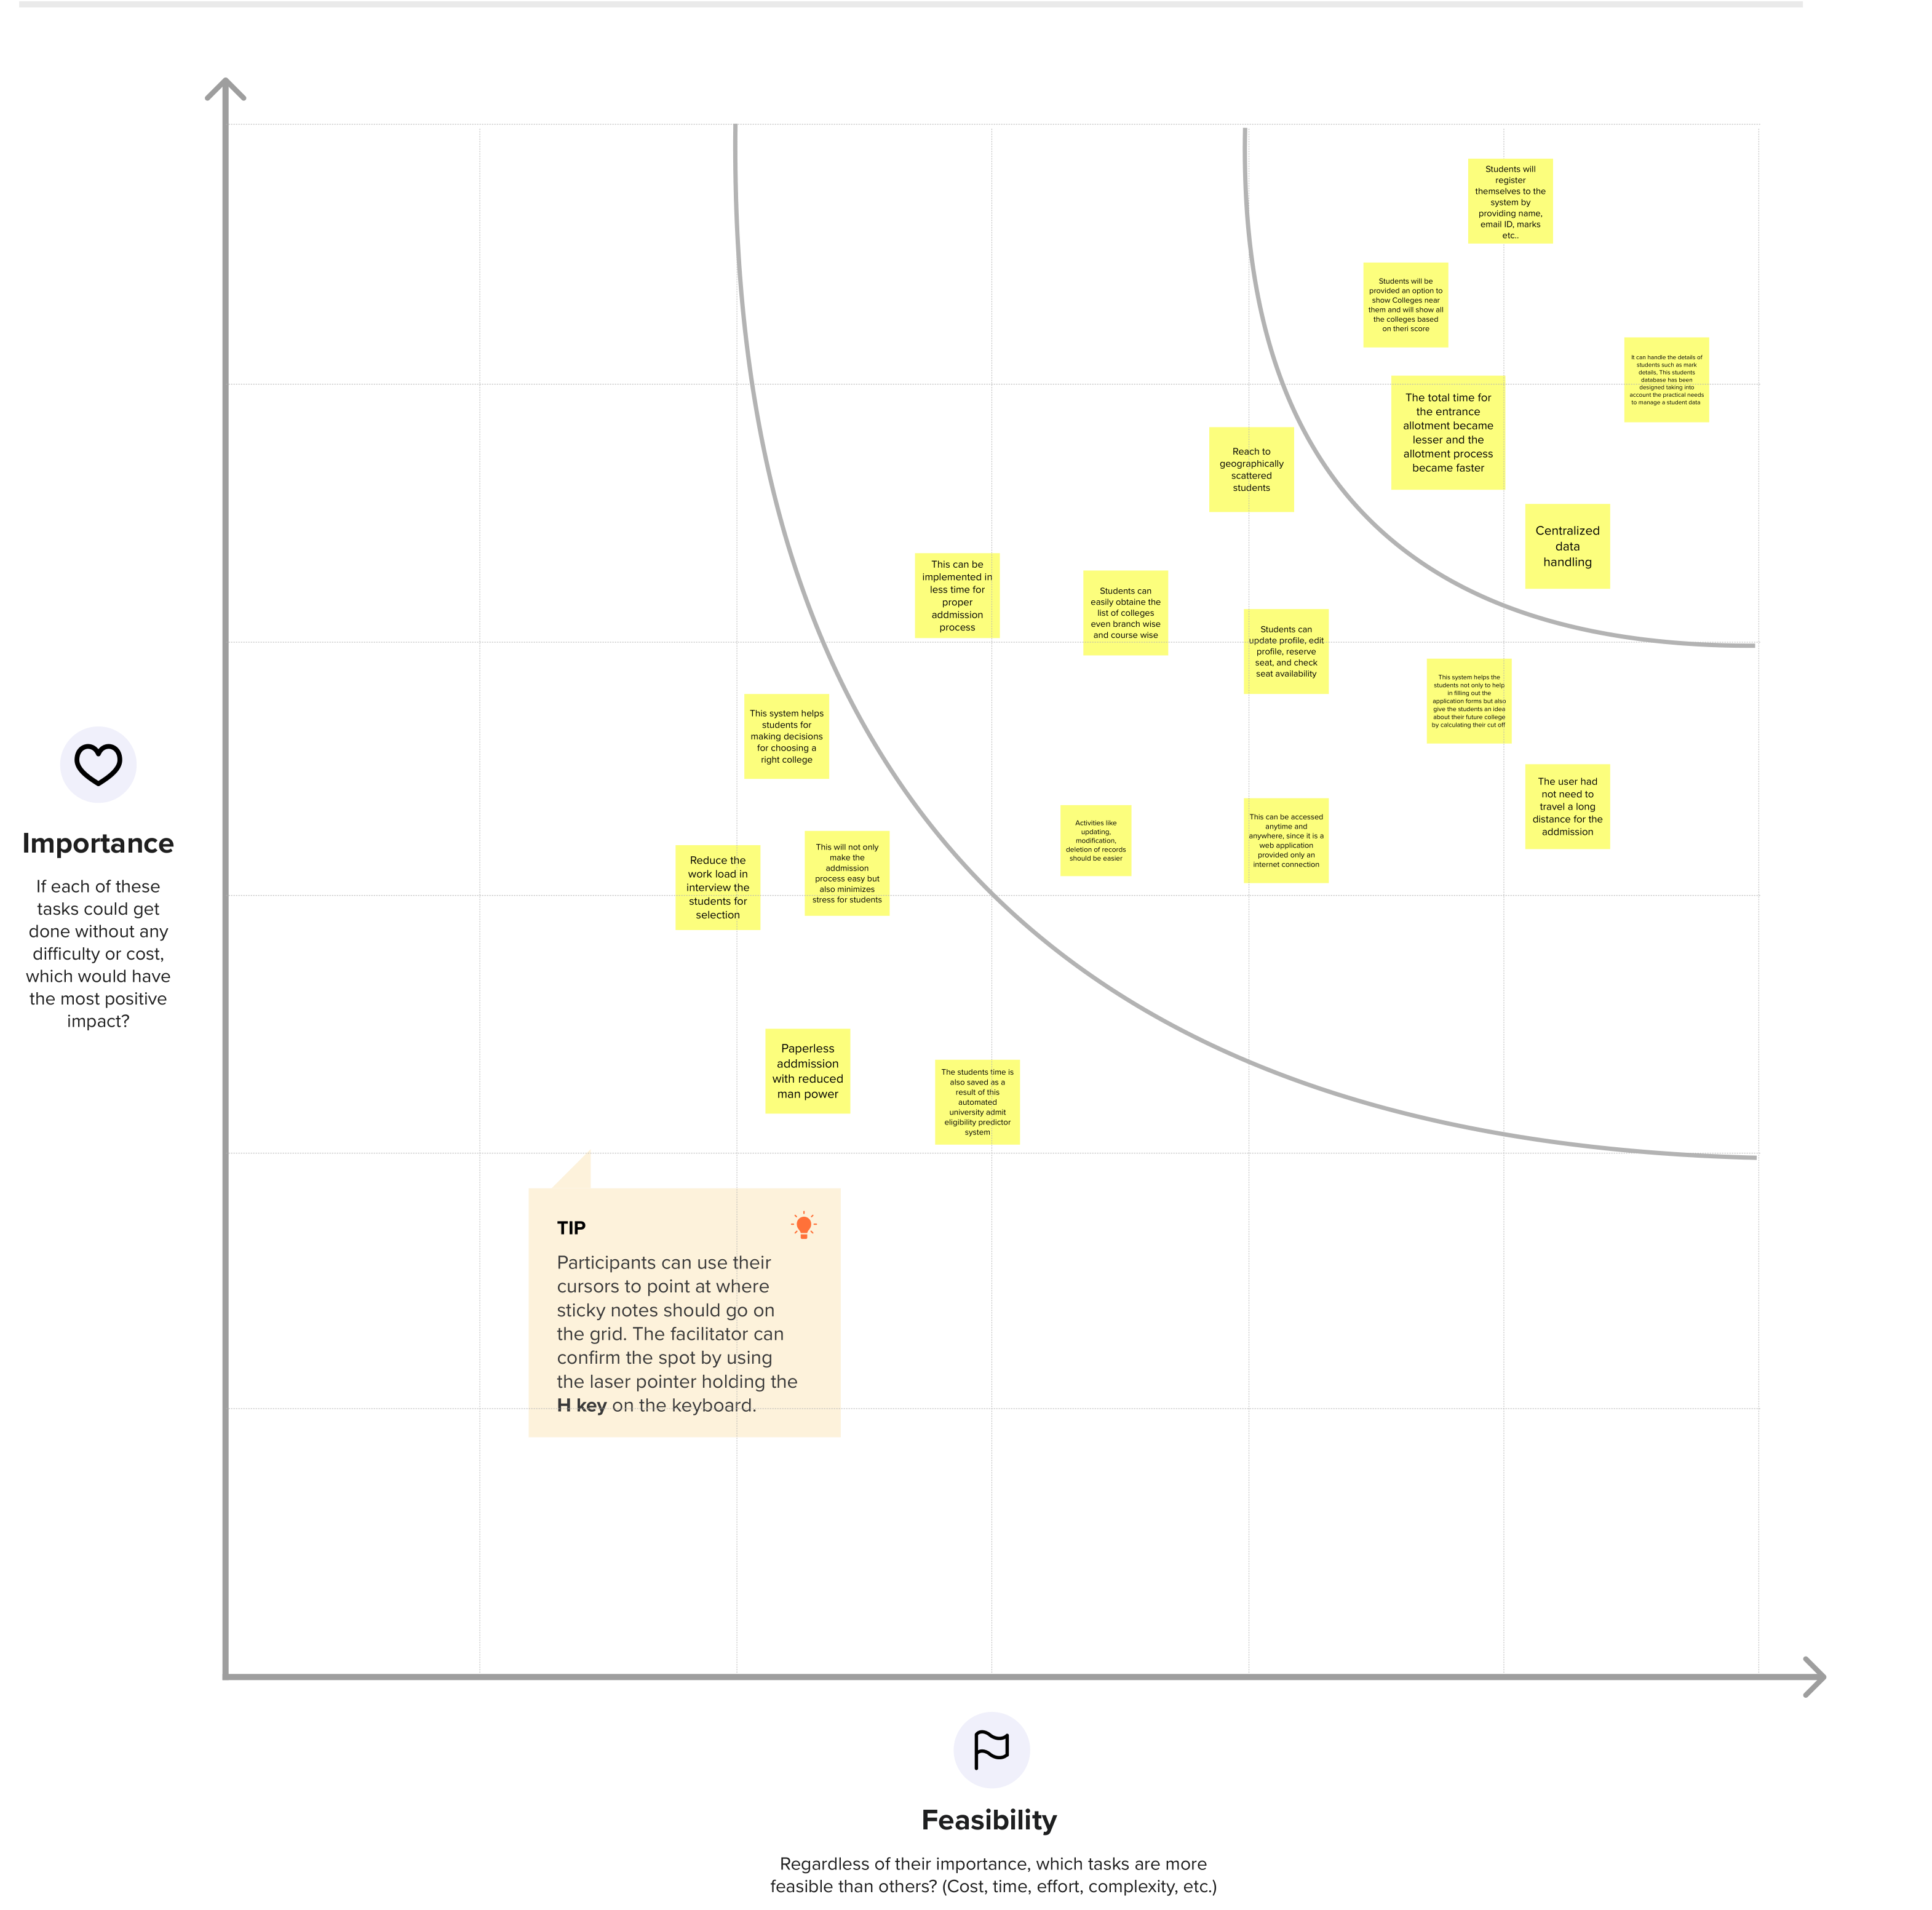 Students will
register
themselves to the
system by
providing name,
email ID, marks
etc..
Students will be
provided an option to
show Colleges near
them and will show all
the colleges based
on theri score
It can handle the details of
students such as mark
details, This students
database has been
designed taking into
account the practical needs
to manage a student data
The total time for
the entrance
allotment became
lesser and the
allotment process
became faster
Reach to
geographically
scattered
students
Centralized
data
handling
This can be
implemented in
less time for
proper
addmission
process
Students can
easily obtaine the
list of colleges
even branch wise
and course wise
Students can
update profile, edit
profile, reserve
seat, and check
seat availability
This system helps the
students not only to help
in filling out the
application forms but also
give the students an idea
about their future college
by calculating their cut off
This system helps
students for
making decisions
for choosing a
right college
The user had
not need to
travel a long
distance for the
addmission
Activities like
updating,
modification,
deletion of records
should be easier
This can be accessed
anytime and
anywhere, since it is a
web application
provided only an
internet connection
Reduce the
work load in
interview the
students for
selection
This will not only
make the
addmission
process easy but
also minimizes
stress for students
Importance
If each of these
tasks could get
done without any
difficulty or cost,
which would have
the most positive
impact?
Paperless
addmission
with reduced
man power
The students time is
also saved as a
result of this
automated
university admit
eligibility predictor
system
TIP
Participants can use their
cursors to point at where
sticky notes should go on
the grid. The facilitator can
confirm the spot by using
the laser pointer holding the
H key on the keyboard.
Feasibility
Regardless of their importance, which tasks are more
feasible than others? (Cost, time, effort, complexity, etc.)